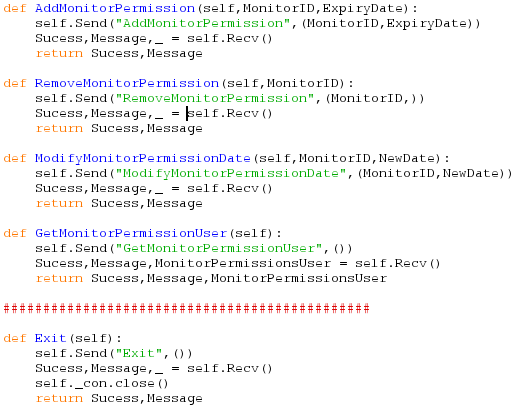 def AddMonitorPermission(self,MonitorID,ExpiryDate):
    self.Send("AddMonitorPermission",(MonitorID,ExpiryDate))
    Sucess,Message,_ = self.Recv()
    return Sucess,Message

def RemoveMonitorPermission(self,MonitorID):
    self.Send("RemoveMonitorPermission",(MonitorID,))
    Sucess,Message,_ = self.Recv()
    return Sucess,Message

def ModifyMonitorPermissionDate(self,MonitorID,NewDate):
    self.Send("ModifyMonitorPermissionDate",(MonitorID,NewDate))
    Sucess,Message,_ = self.Recv()
    return Sucess,Message

def GetMonitorPermissionUser(self):
    self.Send("GetMonitorPermissionUser",())
    Sucess,Message,MonitorPermissionsUser = self.Recv()
    return Sucess,Message,MonitorPermissionsUser

##############################################

def Exit(self):
    self.Send("Exit",())
    Sucess,Message,_ = self.Recv()
    self._con.close()
    return Sucess,Message